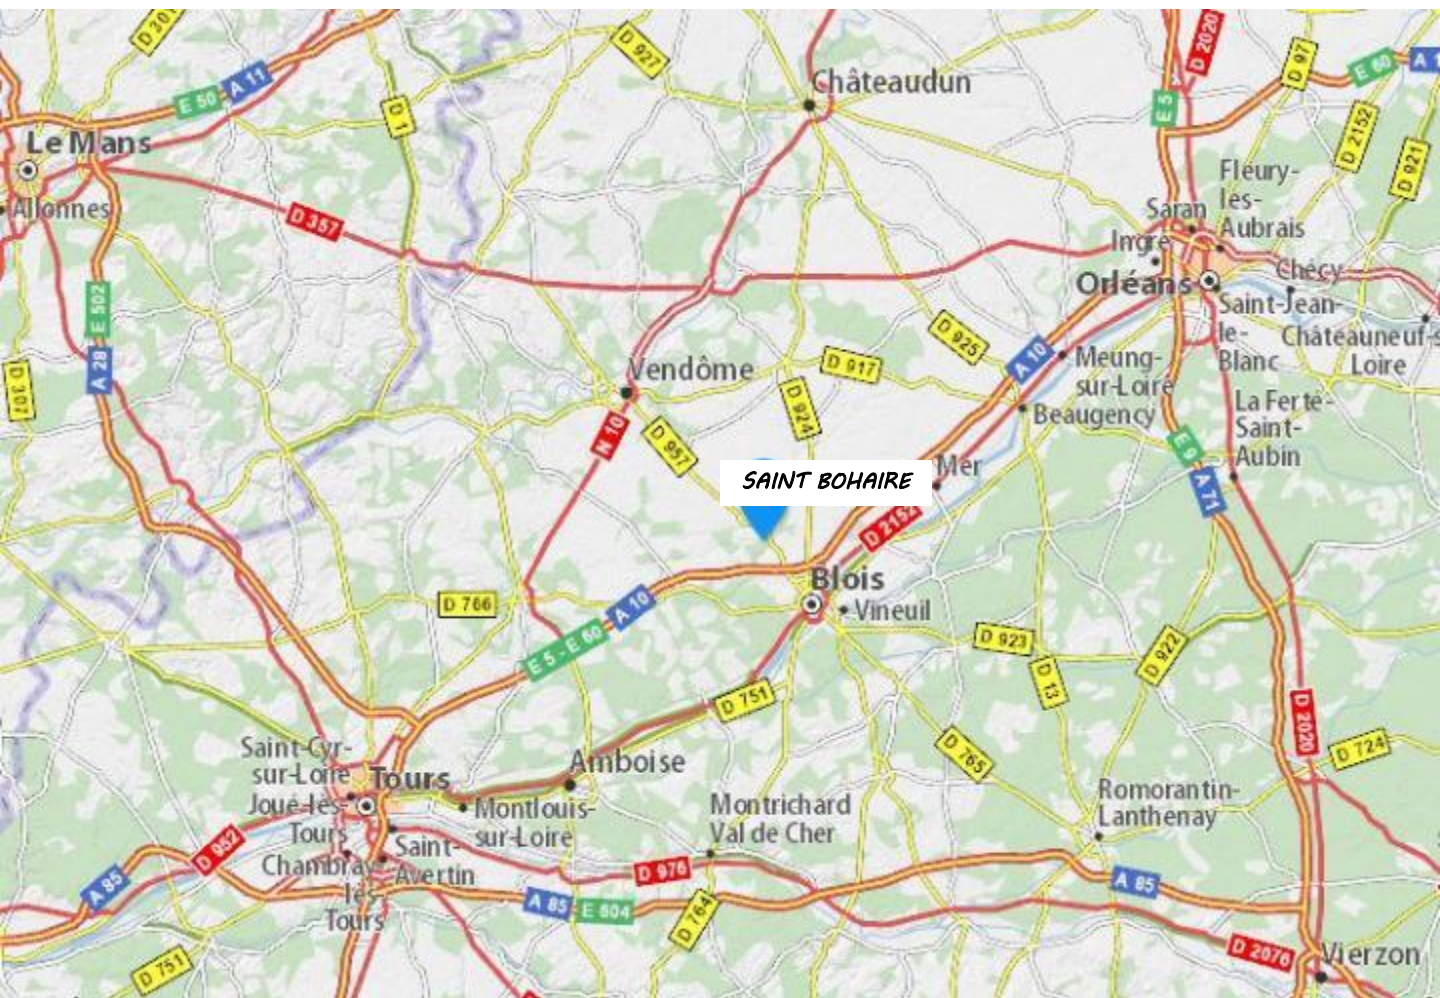 D 301
D 927
D 2020
D 97
E 60
A 1
A 11
E 50
D 1
Châteaudun
E 5
D 2152
D 921
Le Mans
Fleury-
les-
Aubrais
Saran
Allonnes
D 357
Ingré
Chécy
Orléans
Saint-Jean-
le-
Blanc
Châteauneuf-s
Loire
E 502
A 28
D 307
D 925
A 10
Meung-
sur-Loire
Vendôme
D 917
D 924
Beaugency
La Ferté-
Saint-
Aubin
N 10
D 957
E 9
A 71
Mer
SAINT BOHAIRE
D 2152
Blois
Vineuil
D 766
A 10
E 5 - E 60
D 923
D 922
D 13
D 751
D 2020
D 724
D 765
Saint-Cyr-
sur-Loire
Tours
Amboise
Joué-lès-
Tours
Montlouis-
sur-Loire
Montrichard
Val de Cher
Romorantin-
Lanthenay
D 952
Chambray
lès
Tours
Saint-
Avertin
D 976
A 85
A 85
E 604
A 85
D 764
D 751
D 2076
Vierzon